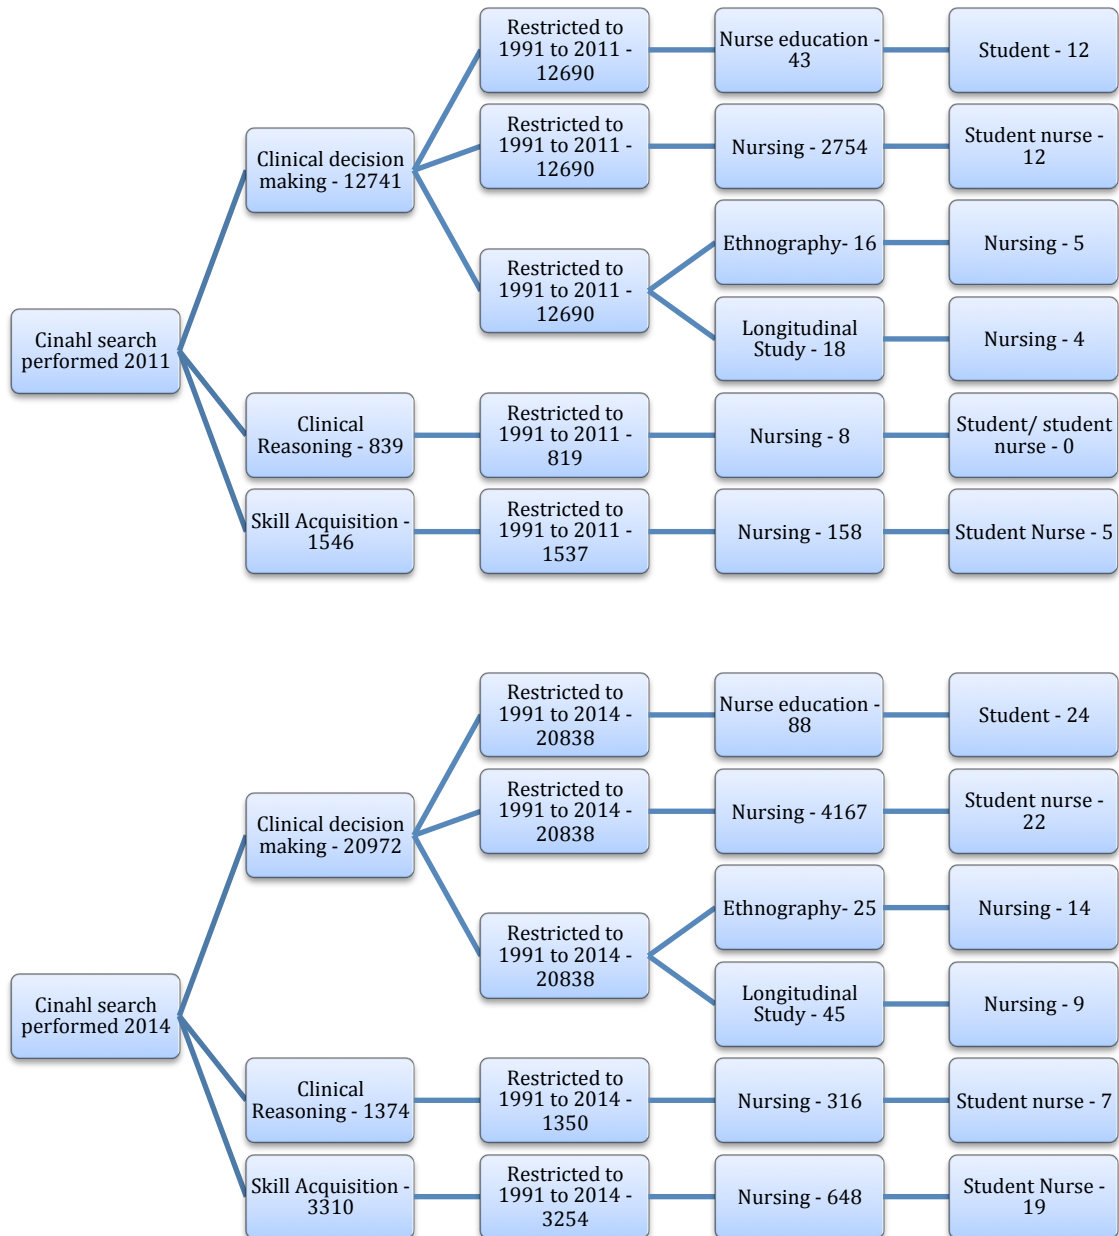 Cinahl search
performed 2011
Clinical decision
making - 12741
Restricted to
1991 to 2011 -
12690
Nurse education -
43
Student - 12
Restricted to
1991 to 2011 -
12690
Nursing - 2754
Student nurse -
12
Restricted to
1991 to 2011 -
12690
Ethnography- 16
Nursing - 5
Longitudinal
Study - 18
Nursing - 4
Clinical
Reasoning - 839
Restricted to
1991 to 2011 -
819
Nursing - 8
Student/ student
nurse - 0
Skill Acquisition -
1546
Restricted to
1991 to 2011 -
1537
Nursing - 158
Student Nurse - 5
Cinahl search
performed 2014
Clinical decision
making - 20972
Restricted to
1991 to 2014 -
20838
Nurse education -
88
Student - 24
Restricted to
1991 to 2014 -
20838
Nursing - 4167
Student nurse -
22
Restricted to
1991 to 2014 -
20838
Ethnography- 25
Nursing - 14
Longitudinal
Study - 45
Nursing - 9
Clinical
Reasoning - 1374
Restricted to
1991 to 2014 -
1350
Nursing - 316
Student nurse - 7
Skill Acquisition -
3310
Restricted to
1991 to 2014 -
3254
Nursing - 648
Student Nurse -
19